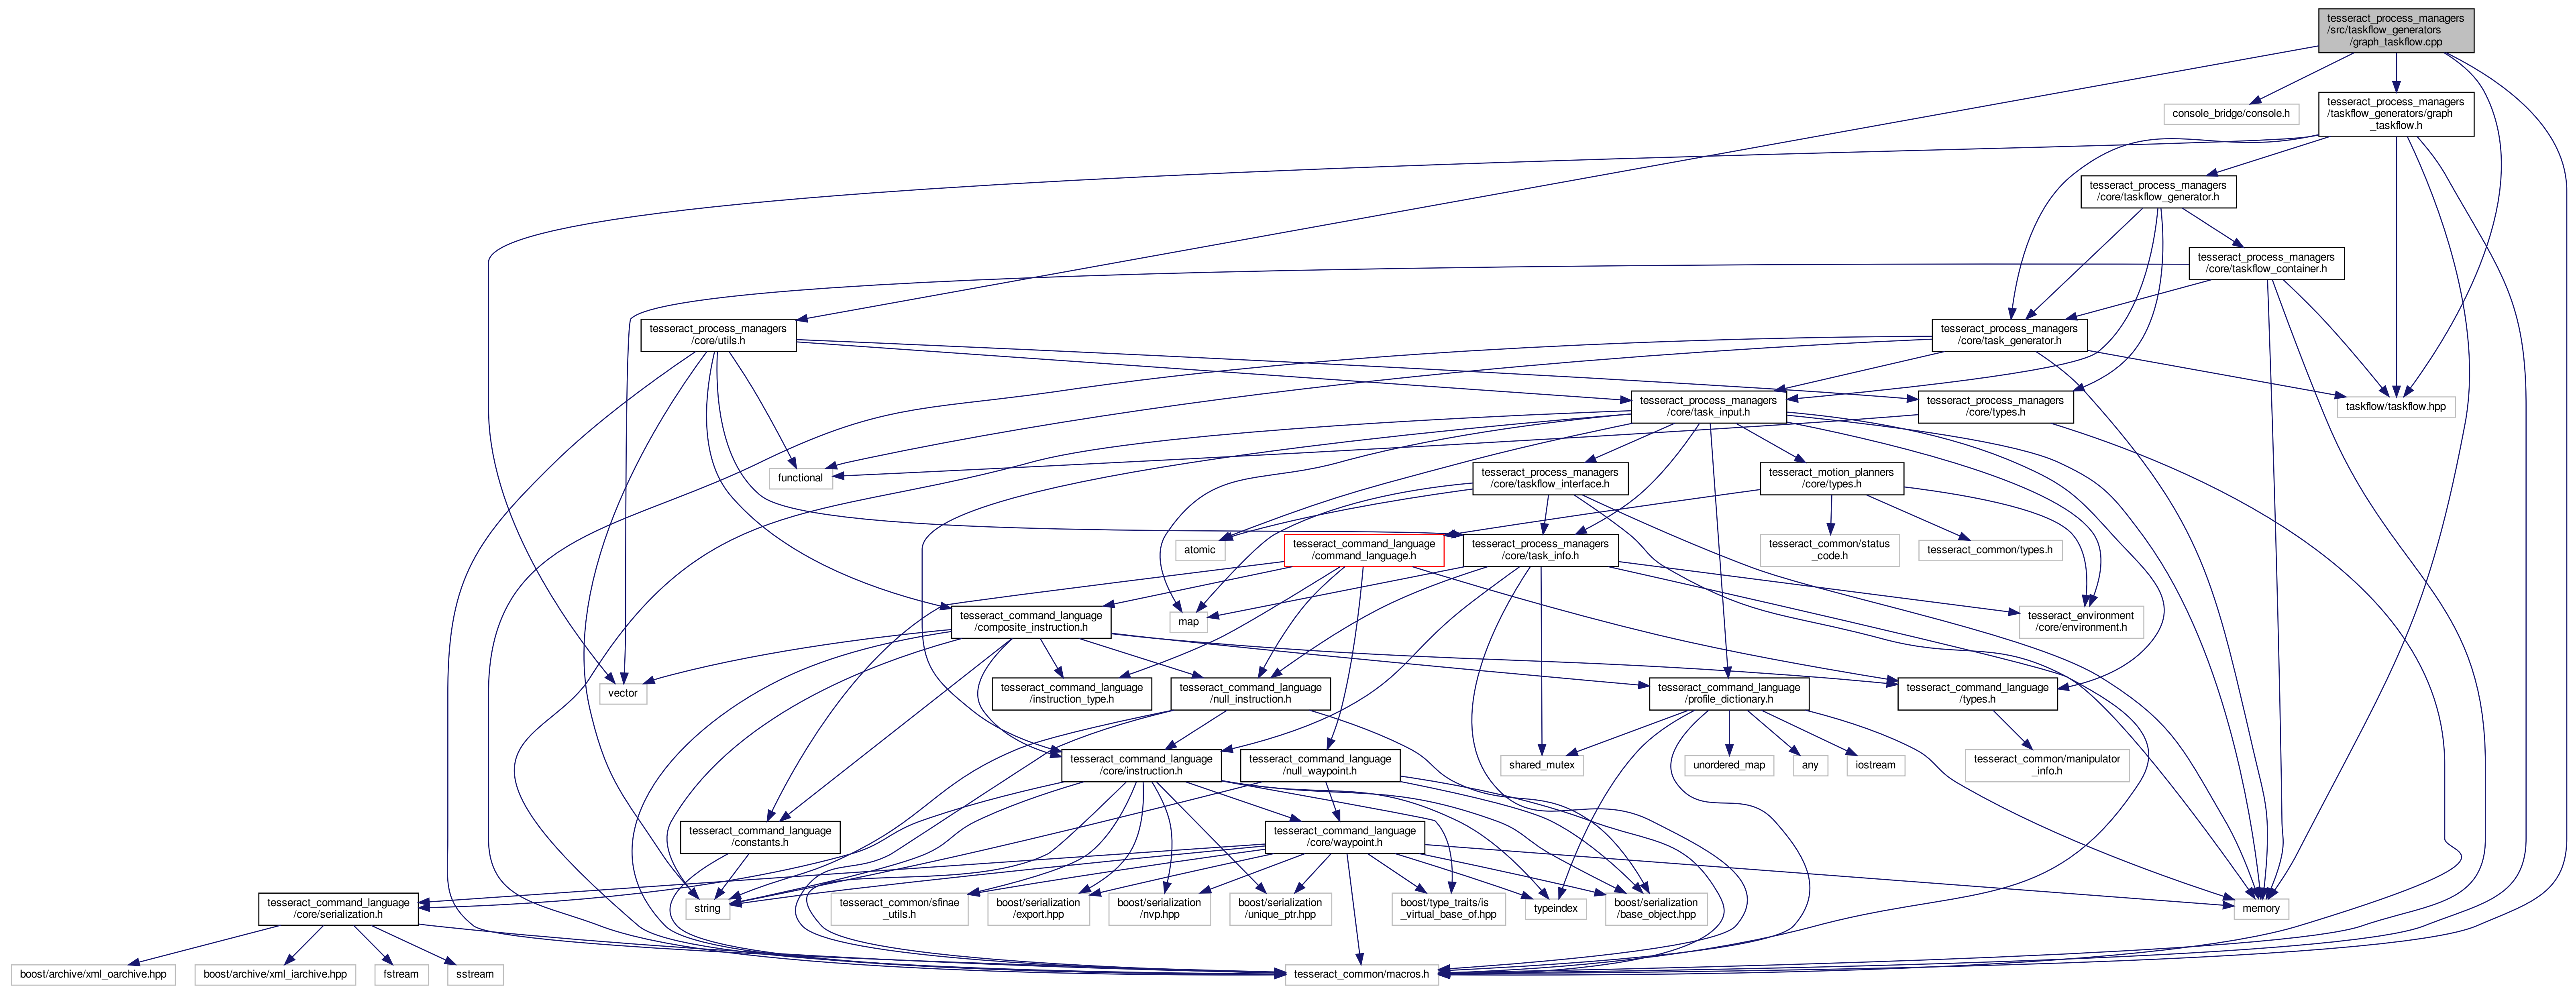 tesseract_process_managers
/src/taskflow_generators
/graph_taskflow.cpp
console_bridge/console.h
tesseract_process_managers
/taskflow_generators/graph
_taskflow.h
tesseract_process_managers
/core/taskflow_generator.h
tesseract_process_managers
/core/taskflow_container.h
tesseract_process_managers
/core/utils.h
tesseract_process_managers
/core/task_generator.h
tesseract_process_managers
/core/task_input.h
tesseract_process_managers
/core/types.h
taskflow/taskflow.hpp
functional
tesseract_process_managers
/core/taskflow_interface.h
tesseract_motion_planners
/core/types.h
atomic
tesseract_command_language
/command_language.h
tesseract_process_managers
/core/task_info.h
tesseract_common/status
_code.h
tesseract_common/types.h
tesseract_command_language
/composite_instruction.h
map
tesseract_environment
/core/environment.h
vector
tesseract_command_language
/instruction_type.h
tesseract_command_language
/null_instruction.h
tesseract_command_language
/profile_dictionary.h
tesseract_command_language
/types.h
tesseract_command_language
/core/instruction.h
tesseract_command_language
/null_waypoint.h
shared_mutex
unordered_map
any
iostream
tesseract_common/manipulator
_info.h
tesseract_command_language
/constants.h
tesseract_command_language
/core/waypoint.h
tesseract_command_language
/core/serialization.h
string
tesseract_common/sfinae
_utils.h
boost/serialization
/export.hpp
boost/serialization
/nvp.hpp
boost/serialization
/unique_ptr.hpp
boost/type_traits/is
_virtual_base_of.hpp
typeindex
boost/serialization
/base_object.hpp
memory
boost/archive/xml_oarchive.hpp
boost/archive/xml_iarchive.hpp
fstream
sstream
tesseract_common/macros.h